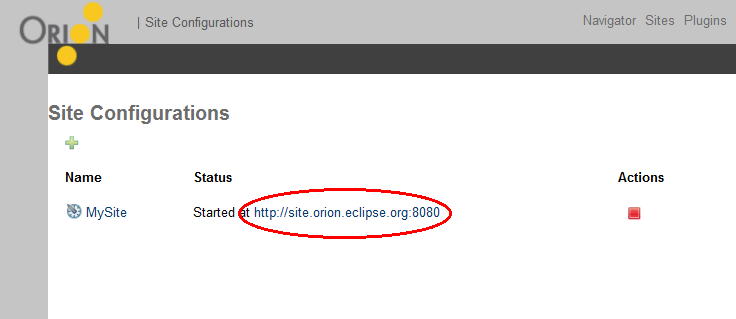 ORION | Site Configurations Navigator Sites Plugins
Site Configurations
Name Status Actions
MySite Started at http://site.orion.eclipse.org:8080